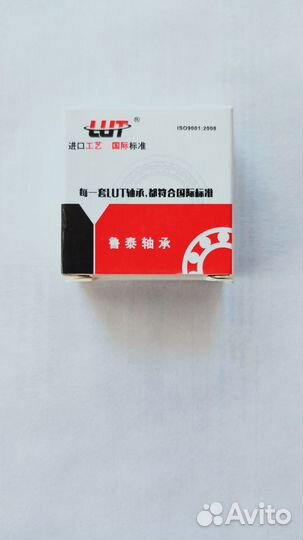 LUT®
ISO9001:2008
进口工艺 国际标准
每一套LUT轴承,都符合国际标准
鲁泰轴承
Avito